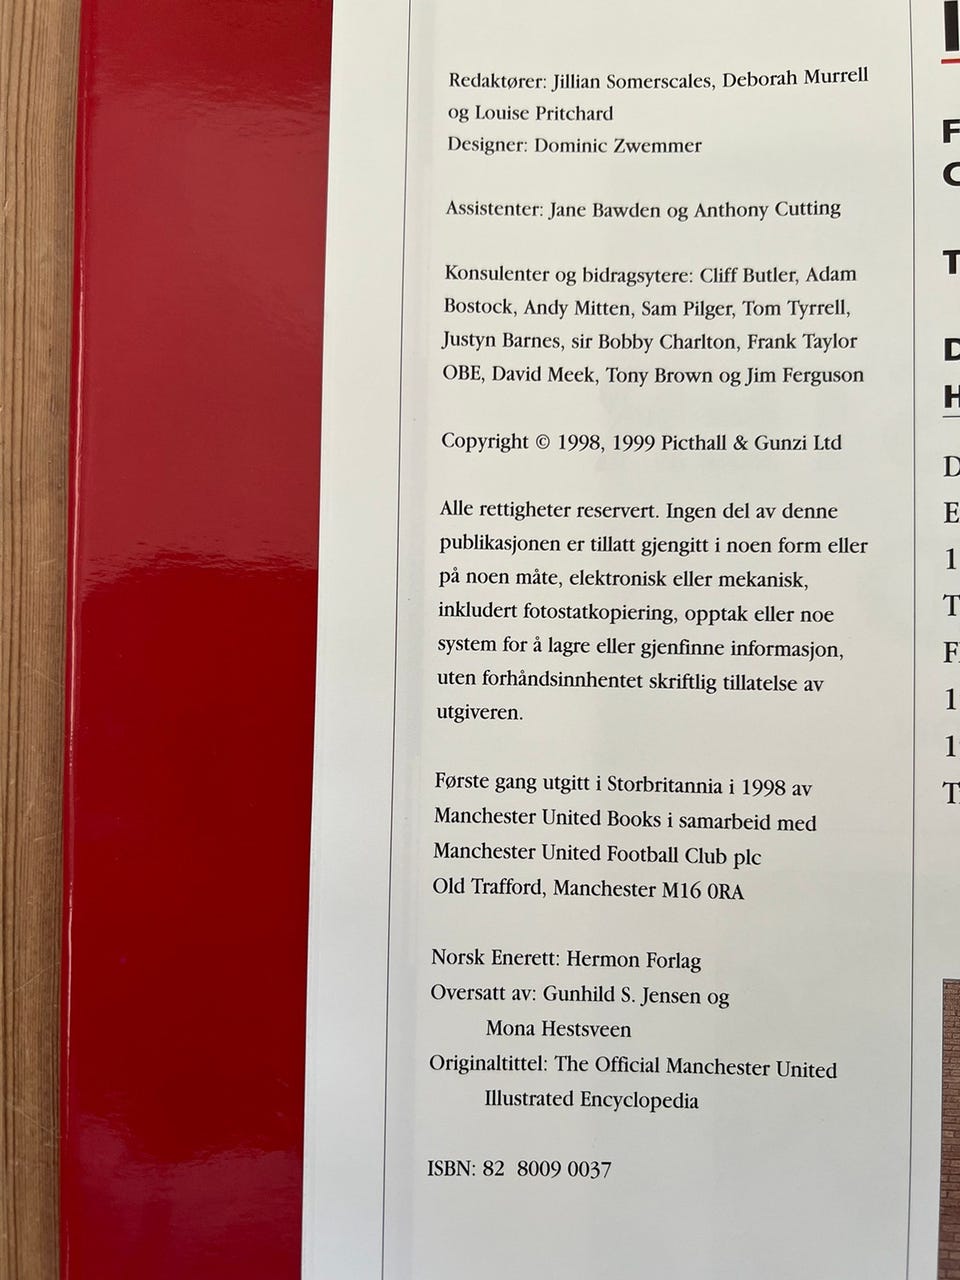 Redaktører: Jillian Somerscales, Deborah Murrell
og Louise Pritchard
Designer: Dominic Zwemmer
Assistenter: Jane Bawden og Anthony Cutting
Konsulenter og bidragsytere: Cliff Butler, Adam
Bostock, Andy Mitten, Sam Pilger, Tom Tyrrell,
Justyn Barnes, sir Bobby Charlton, Frank Taylor
OBE, David Meek, Tony Brown og Jim Ferguson
Copyright © 1998, 1999 Picthall & Gunzi Ltd
Alle rettigheter reservert. Ingen del av denne
publikasjonen er tillatt gjengitt i noen form eller
på noen måte, elektronisk eller mekanisk,
inkludert fotostatkopiering, opptak eller noe
system for å lagre eller gjenfinne informasjon,
uten forhåndsinnhentet skriftlig tillatelse av
utgiveren.
Første gang utgitt i Storbritannia i 1998 av
Manchester United Books i samarbeid med
Manchester United Football Club plc
Old Trafford, Manchester M16 0RA
Norsk Enerett: Hermon Forlag
Oversatt av: Gunhild S. Jensen og
Mona Hestsveen
Originaltittel: The Official Manchester United
Illustrated Encyclopedia
ISBN: 82 8009 0037